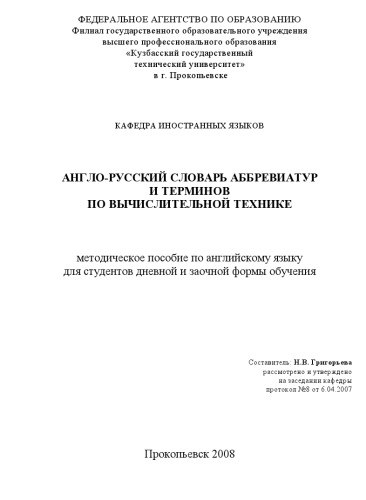 ФЕДЕРАЛЬНОЕ АГЕНТСТВО ПО ОБРАЗОВАНИЮ
Филиал государственного образовательного учреждения
высшего профессионального образования
«Кузбасский государственный
технический университет»
в г. Прокопьевске
КАФЕДРА ИНОСТРАННЫХ ЯЗЫКОВ
АНГЛО-РУССКИЙ СЛОВАРЬ АББРЕВИАТУР
И ТЕРМИНОВ
ПО ВЫЧИСЛИТЕЛЬНОЙ ТЕХНИКЕ
методическое пособие по английскому языку
для студентов дневной и заочной формы обучения
Составитель: Н.В. Григорьева
рассмотрено и утверждено
на заседании кафедры
протокол №8 от 6.04.2007
Прокопьевск 2008